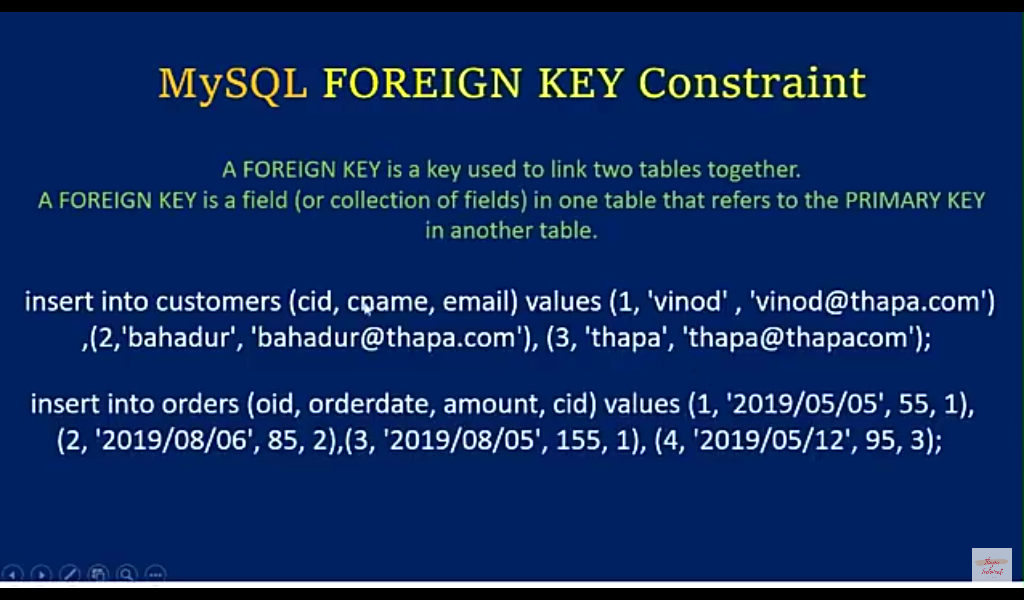 MySQL FOREIGN KEY Constraint
A FOREIGN KEY is a key used to link two tables together.
A FOREIGN KEY is a field (or collection of fields) in one table that refers to the PRIMARY KEY
in another table.
insert into customers (cid, cname, email) values (1, 'vinod' , 'vinod@thapa.com')
,(2,'bahadur', 'bahadur@thapa.com'), (3, 'thapa', 'thapa@thapacom');
insert into orders (oid, orderdate, amount, cid) values (1, '2019/05/05', 55, 1),
(2, '2019/08/06', 85, 2),(3, '2019/08/05', 155, 1), (4, '2019/05/12', 95, 3);